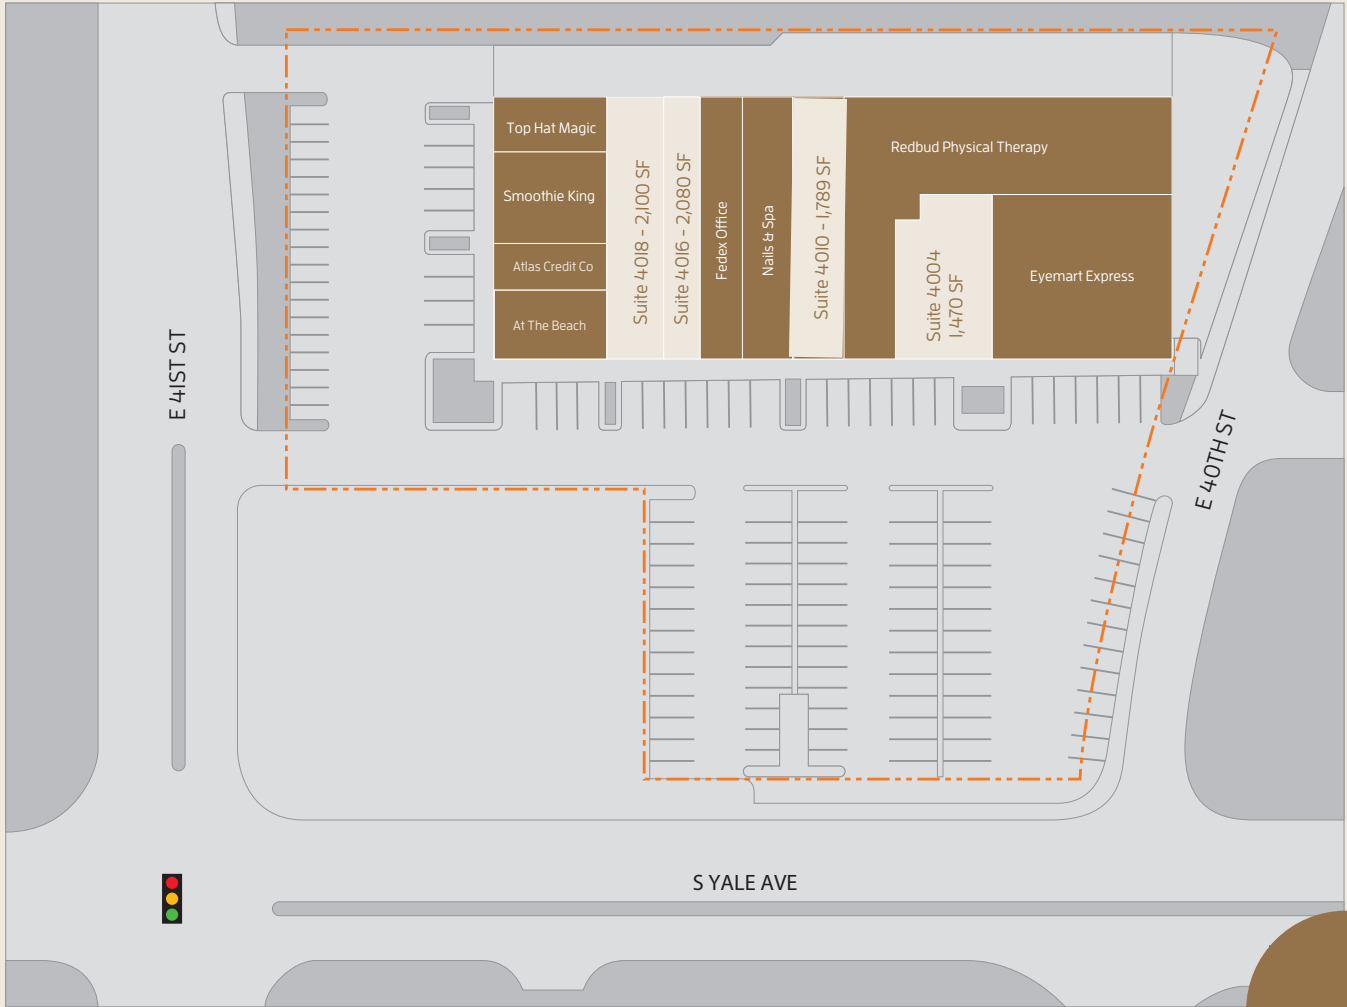 Top Hat Magic
Smoothie King
Atlas Credit Co
At The Beach
Suite 4018 - 2,100 SF
Suite 4016 - 2,080 SF
Fedex Office
Nails & Spa
Suite 4010 - 1,789 SF
Redbud Physical Therapy
Suite 4004
1,470 SF
Eyemart Express
E 41ST ST
E 40TH ST
S YALE AVE